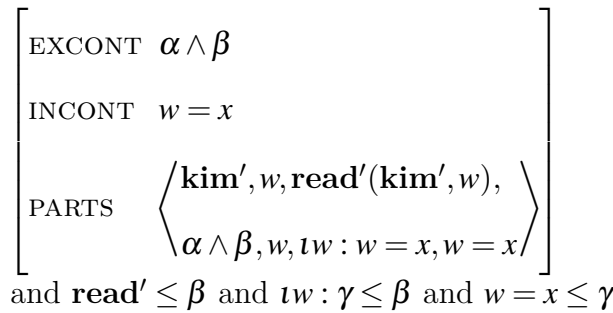 EXCONT α ∧ β
INCONT w = x
PARTS ⟨kim′, w, read′(kim′, w),
α ∧ β, w, ιw : w = x, w = x⟩
and read′ ≤ β and ιw : γ ≤ β and w = x ≤ γ